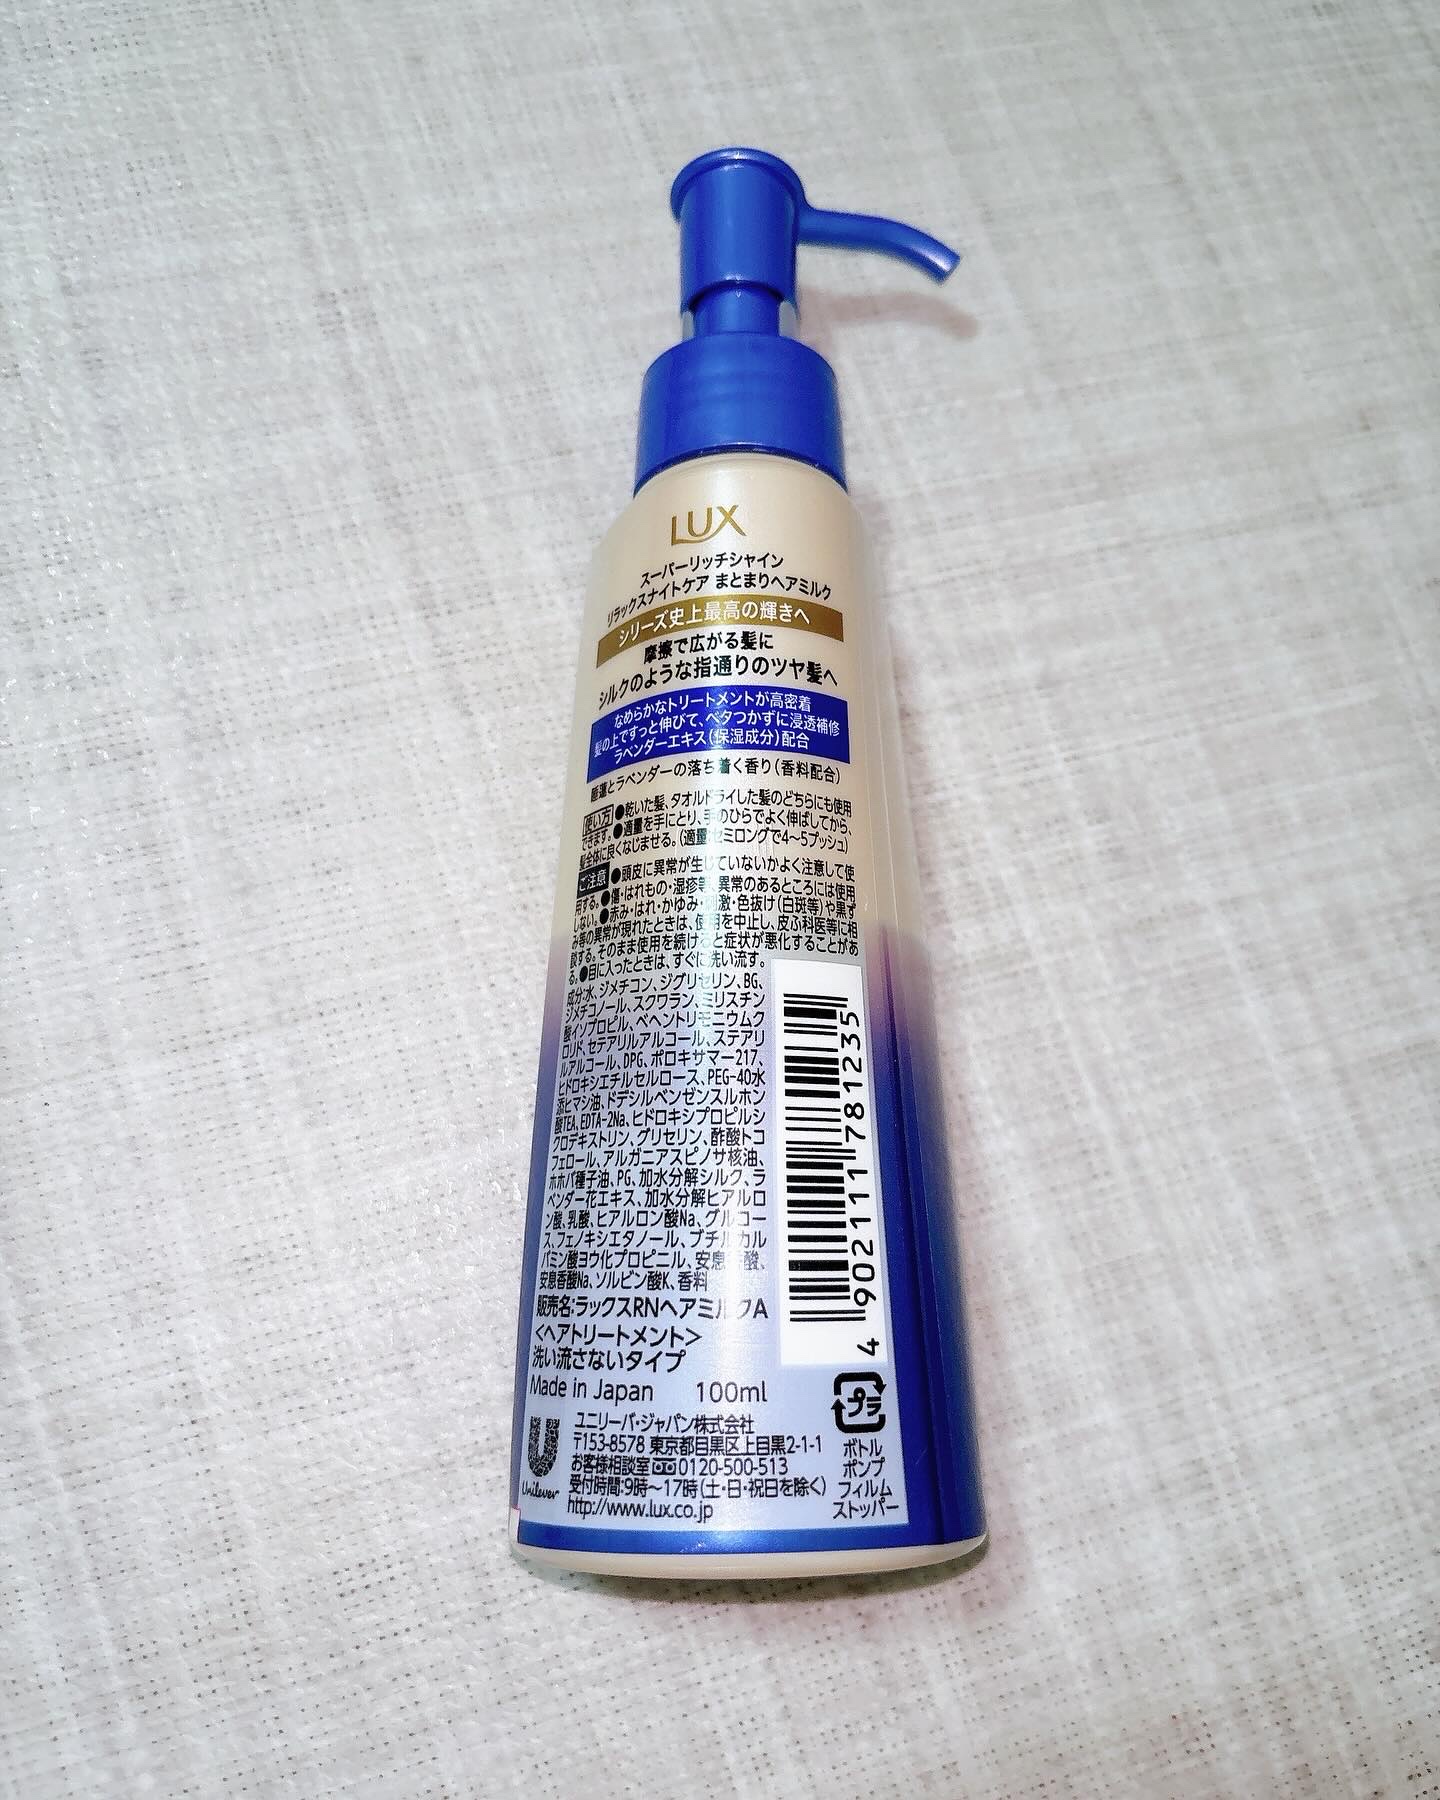 LUX
スーパーリッチシャイン
リラックスナイトケア まとまりヘアミルク
シリーズ史上最高の輝きへ
摩擦で広がる髪に
シルクのような指通りのツヤ髪へ
なめらかなトリートメントが高密着
髪の上ですっと伸びて、ベタつかずに浸透補修
ラベンダーエキス(保湿成分)配合
睡蓮とラベンダーの落ち着く香り(香料配合)
使い方 ●乾いた髪、タオルドライした髪のどちらにも使用
できます。●適量を手にとり、手のひらでよく伸ばしてから、
髪全体に良くなじませる。(適量セミロングで4～5プッシュ)
ご注意 ●頭皮に異常が生じていないかよく注意して使
用する。●傷・はれもの・湿疹等、異常のあるところには使用
しない。●赤み・はれ・かゆみ・刺激・色抜け(白斑等)や黒ず
み等の異常が現れたときは、使用を中止し、皮ふ科医等に相
談する。そのまま使用を続けると症状が悪化することがあ
る。●目に入ったときは、すぐに洗い流す。
成分:水、ジメチコン、ジグリセリン、BG、
ジメチコノール、スクワラン、ミリスチン
酸イソプロピル、ベヘントリモニウムク
ロリド、セテアリルアルコール、ステアリ
ルアルコール、DPG、ポロキサマー217、
ヒドロキシエチルセルロース、PEG-40水
添ヒマシ油、ドデシルベンゼンスルホン
酸TEA、EDTA-2Na、ヒドロキシプロピルシ
クロデキストリン、グリセリン、酢酸トコ
フェロール、アルガニアスピノサ核油、
ホホバ種子油、PG、加水分解シルク、ラ
ベンダー花エキス、加水分解ヒアルロ
ン酸、乳酸、ヒアルロン酸Na、グルコー
ス、フェノキシエタノール、ブチルカル
バミン酸ヨウ化プロピニル、安息香酸、
安息香酸Na、ソルビン酸K、香料
販売名:ラックスRNヘアミルクA
<ヘアトリートメント>
洗い流さないタイプ
Made in Japan 100ml
4 902111 781235
プラ
ボトル
ポンプ
フィルム
ストッパー
Unilever
ユニリーバ・ジャパン株式会社
〒153-8578 東京都目黒区上目黒2-1-1
お客様相談室 0120-500-513
受付時間:9時～17時(土・日・祝日を除く)
http://www.lux.co.jp